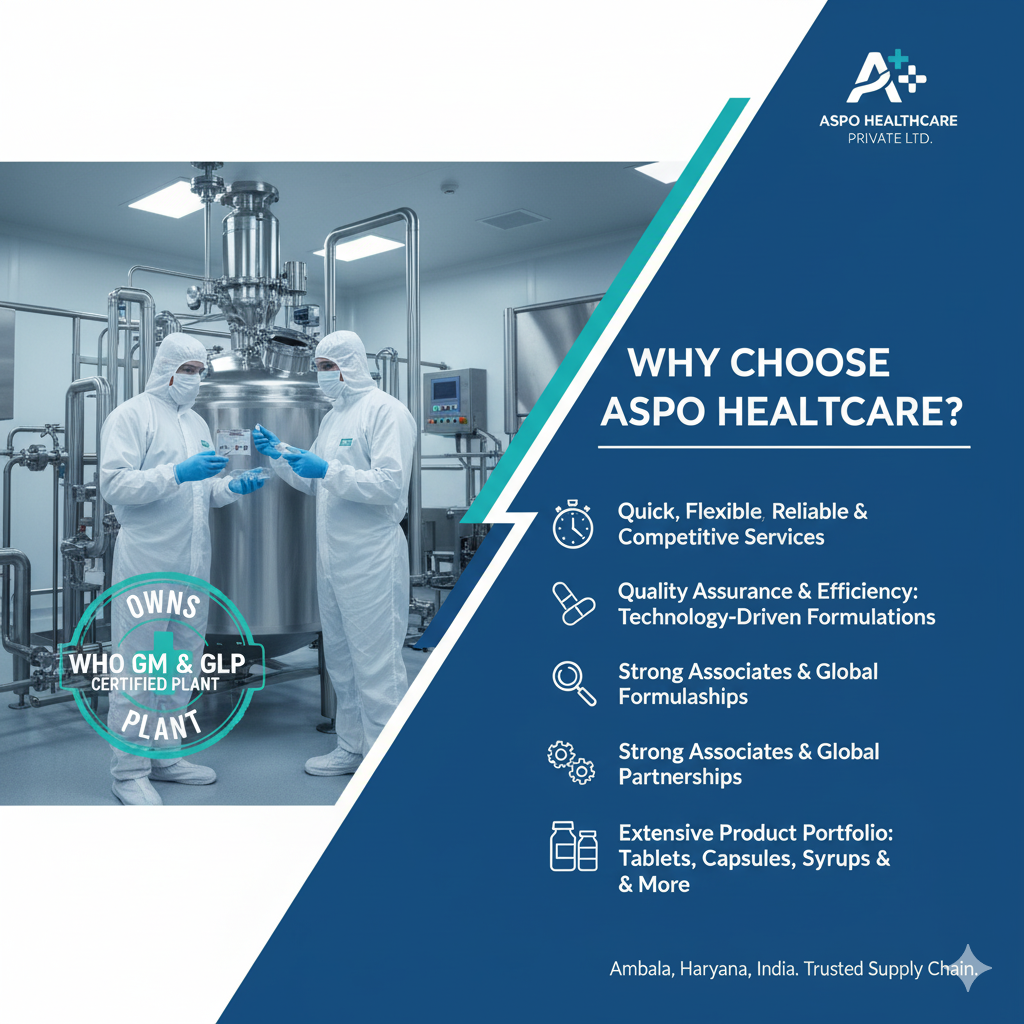 ASPO HEALTHCARE
PRIVATE LTD.
WHY CHOOSE
ASPO HEALTCARE?
Quick, Flexible, Reliable &
Competitive Services
Quality Assurance & Efficiency:
Technology-Driven Formulations
Strong Associates & Global
Formulaships
Strong Associates & Global
Partnerships
Extensive Product Portfolio:
Tablets, Capsules, Syrups &
& More
OWNS
WHO GM & GLP
CERTIFIED PLANT
PLANT
Ambala, Haryana, India. Trusted Supply Chain.